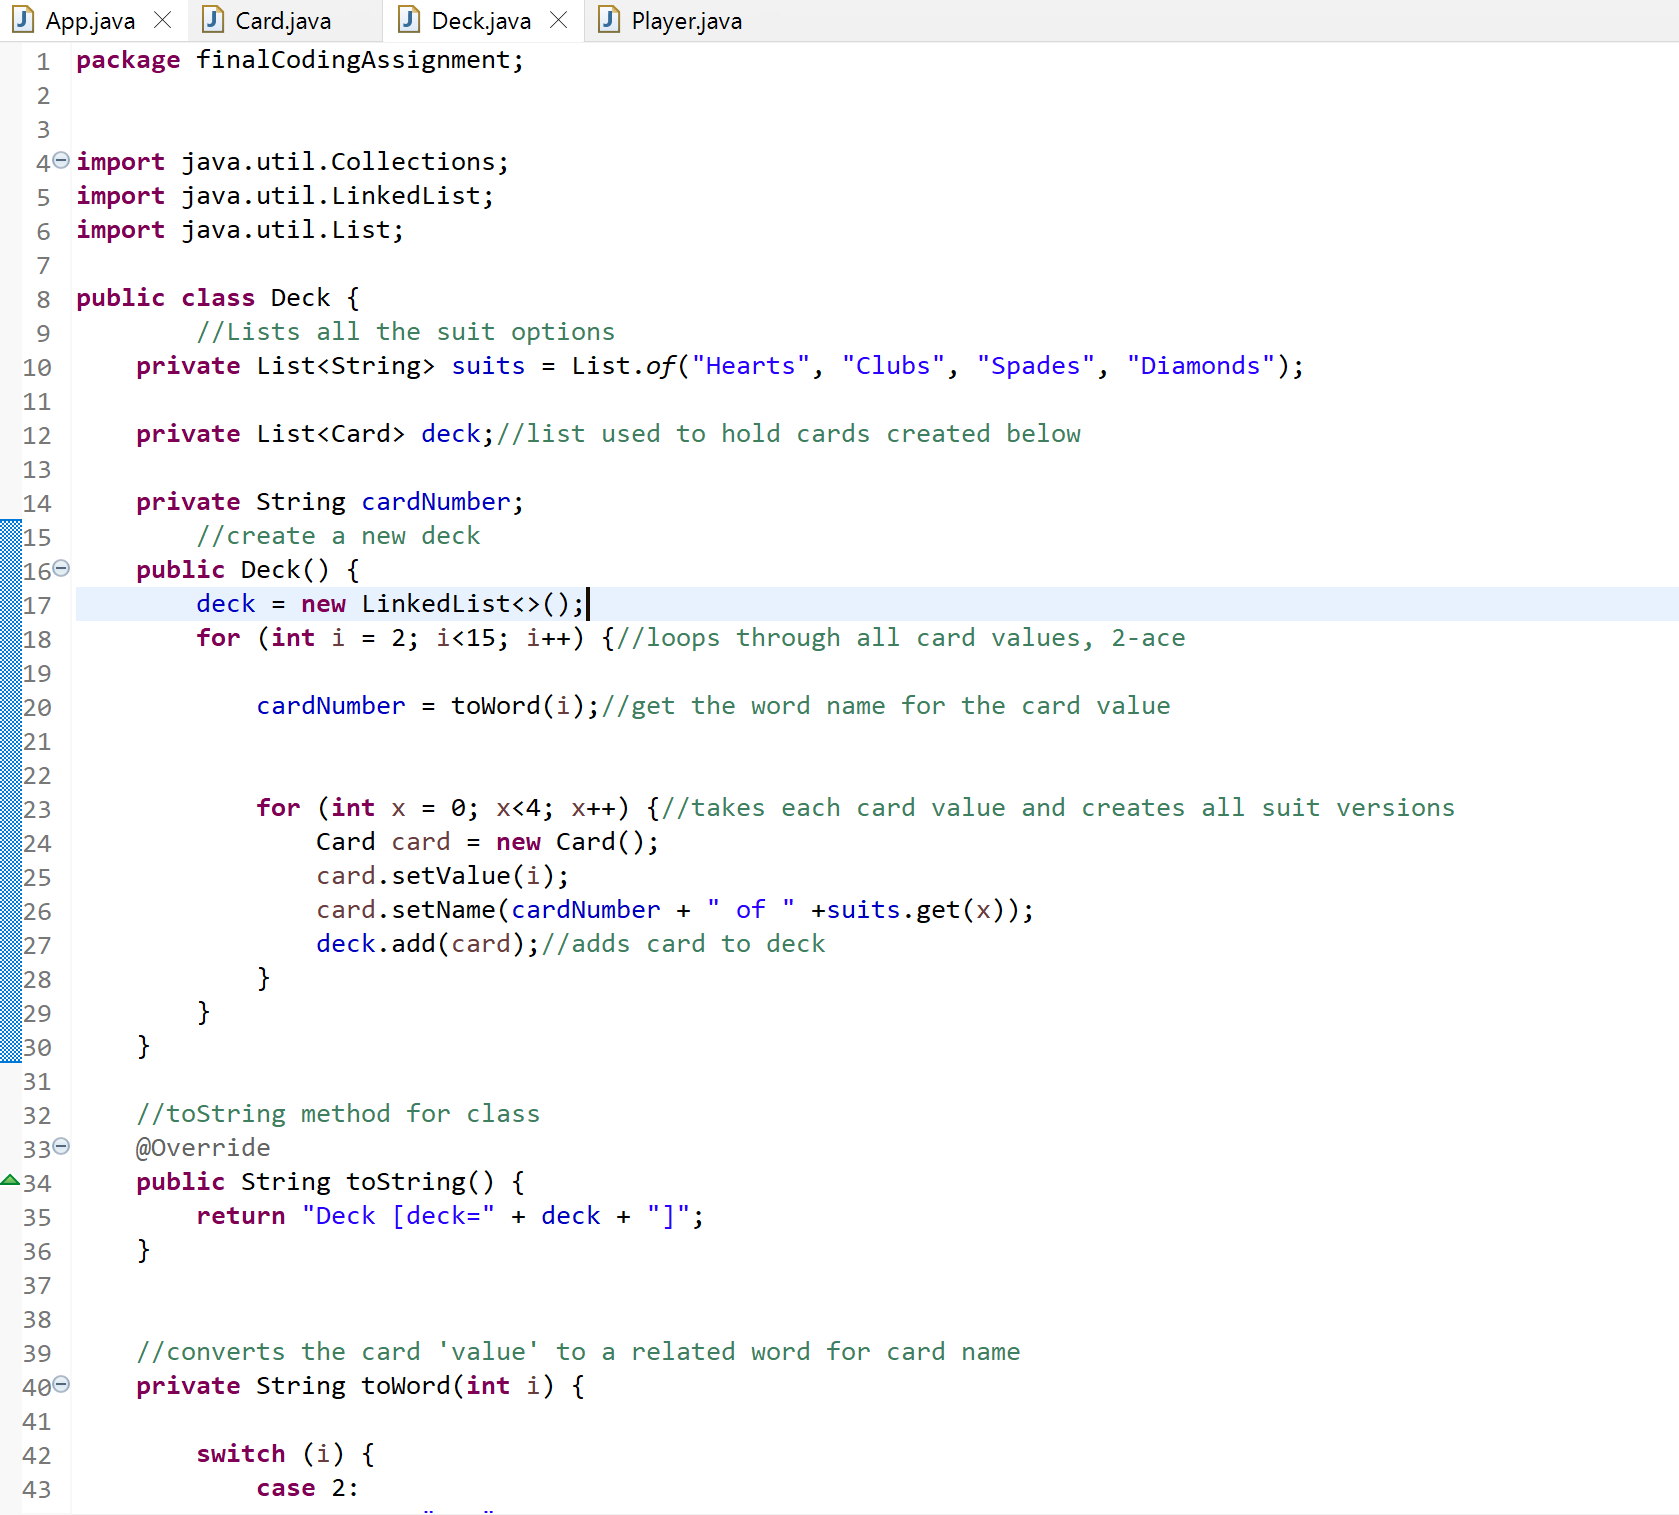 App.java Card.java Deck.java Player.java
1 package finalCodingAssignment;
2
3
4 import java.util.Collections;
5 import java.util.LinkedList;
6 import java.util.List;
7
8 public class Deck {
9 //Lists all the suit options
10 private List<String> suits = List.of("Hearts", "Clubs", "Spades", "Diamonds");
11
12 private List<Card> deck;//list used to hold cards created below
13
14 private String cardNumber;
15 //create a new deck
16 public Deck() {
17 deck = new LinkedList<>();
18 for (int i = 2; i<15; i++) {//loops through all card values, 2-ace
19
20 cardNumber = toWord(i);//get the word name for the card value
21
22
23 for (int x = 0; x<4; x++) {//takes each card value and creates all suit versions
24 Card card = new Card();
25 card.setValue(i);
26 card.setName(cardNumber + " of " +suits.get(x));
27 deck.add(card);//adds card to deck
28 }
29 }
30 }
31
32 //toString method for class
33 @Override
34 public String toString() {
35 return "Deck [deck=" + deck + "]";
36 }
37
38
39 //converts the card 'value' to a related word for card name
40 private String toWord(int i) {
41
42 switch (i) {
43 case 2: